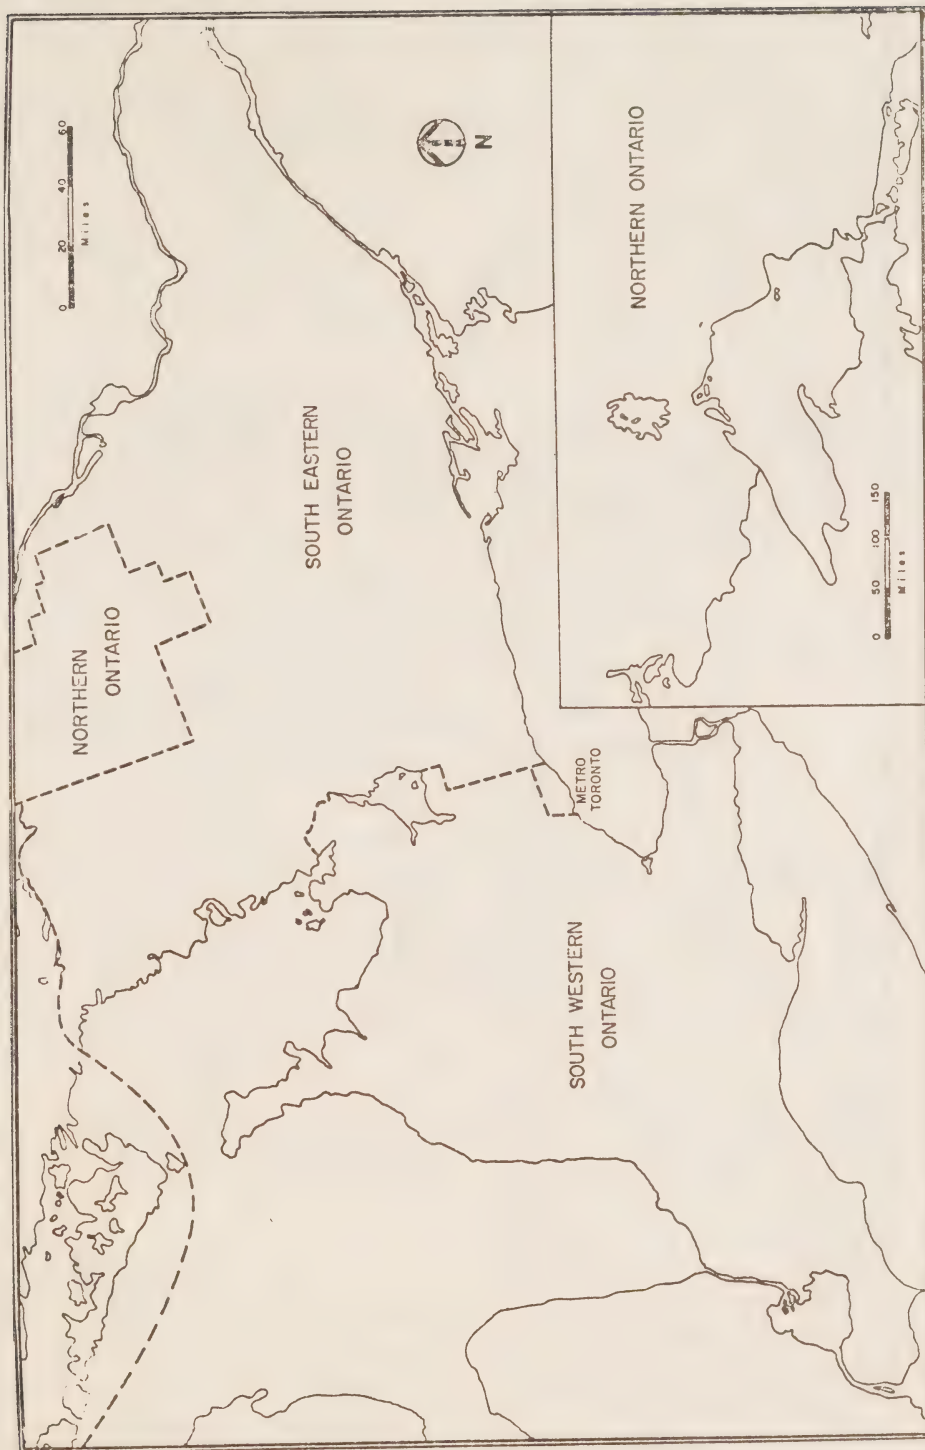 0 20 40 60
Miles
N
NORTHERN
ONTARIO
SOUTH EASTERN
ONTARIO
METRO
TORONTO
SOUTH WESTERN
ONTARIO
NORTHERN ONTARIO
0 50 100 150
Miles